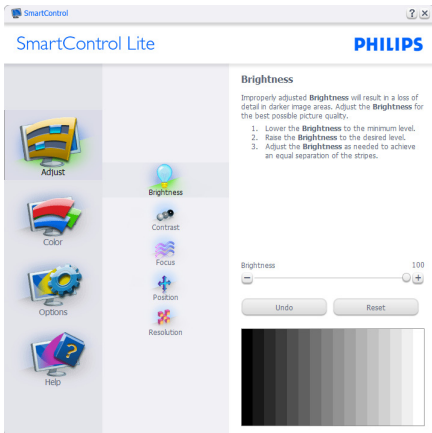 SmartControl
SmartControl Lite
PHILIPS
Adjust
Color
Options
Help
Brightness
Contrast
Focus
Position
Resolution
Brightness
Improperly adjusted Brightness will result in a loss of
detail in darker image areas. Adjust the Brightness for
the best possible picture quality.
1. Lower the Brightness to the minimum level.
2. Raise the Brightness to the desired level.
3. Adjust the Brightness as needed to achieve
an equal separation of the stripes.
Brightness 100
Undo Reset